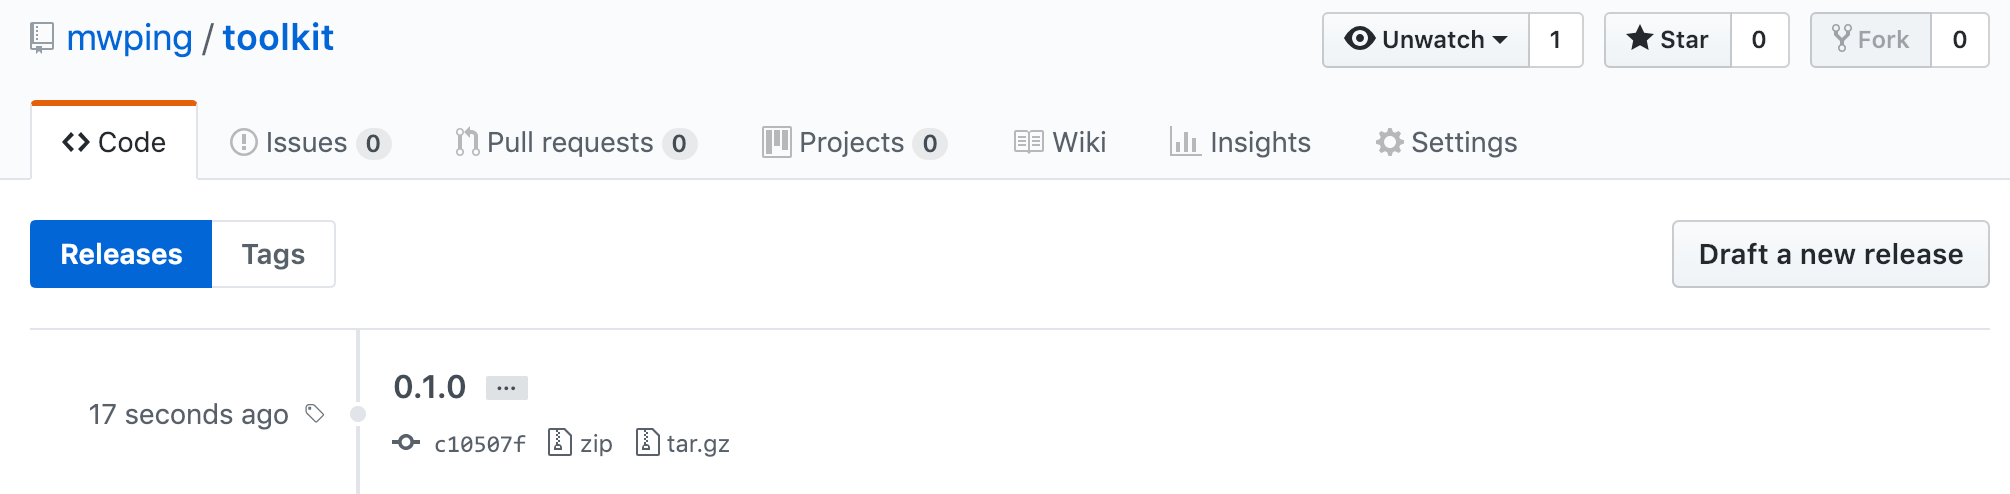 mwping / toolkit
Unwatch 1 Star 0 Fork 0
Code Issues 0 Pull requests 0 Projects 0 Wiki Insights Settings
Releases Tags Draft a new release
0.1.0 ...
17 seconds ago
c10507f zip tar.gz